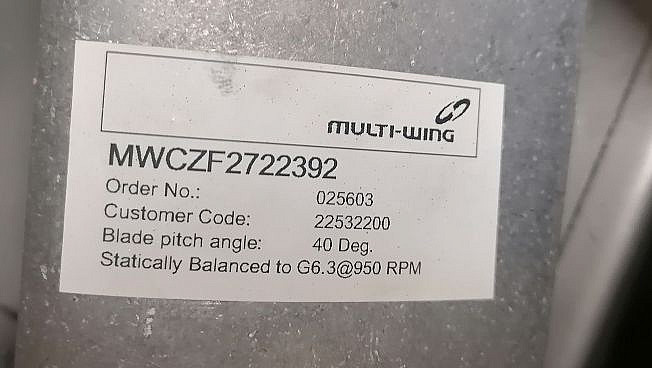 MULTI-WING
MWCZF2722392
Order No.: 025603
Customer Code: 22532200
Blade pitch angle: 40 Deg.
Statically Balanced to G6.3@950 RPM